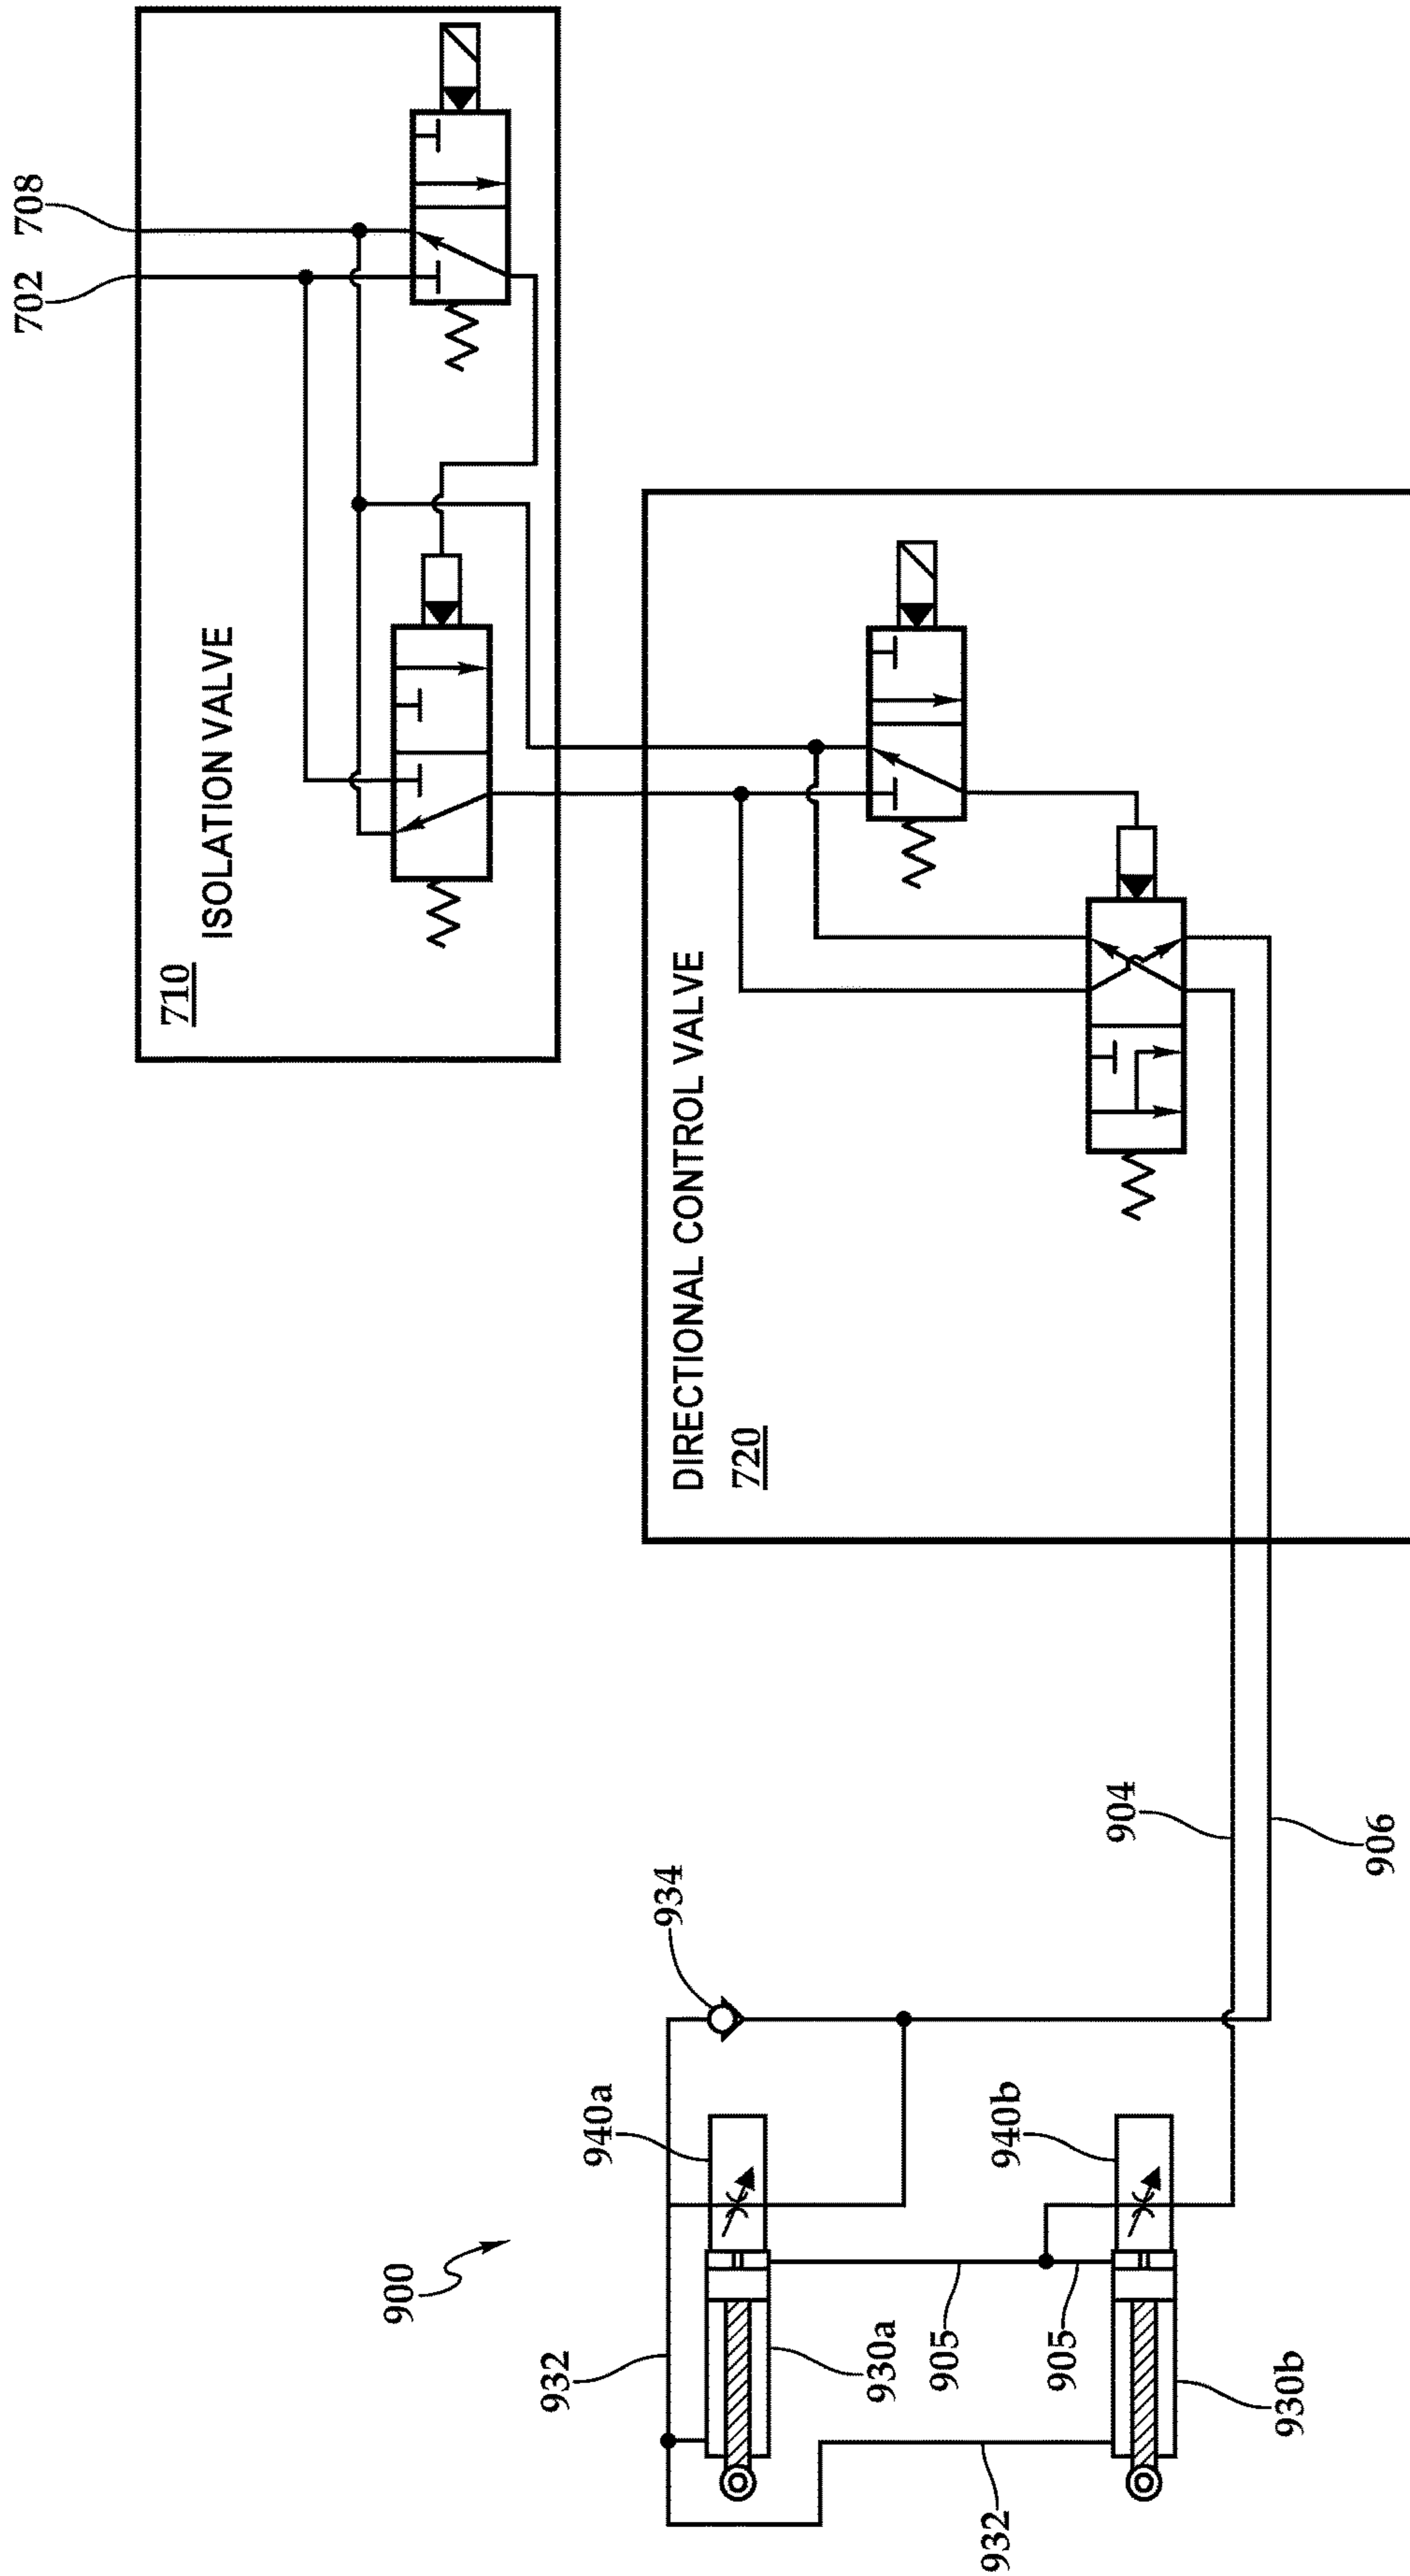 702
708
ISOLATION VALVE
710
DIRECTIONAL CONTROL VALVE
720
904
906
934
940a
940b
900
932
930a
905
905
930b
932